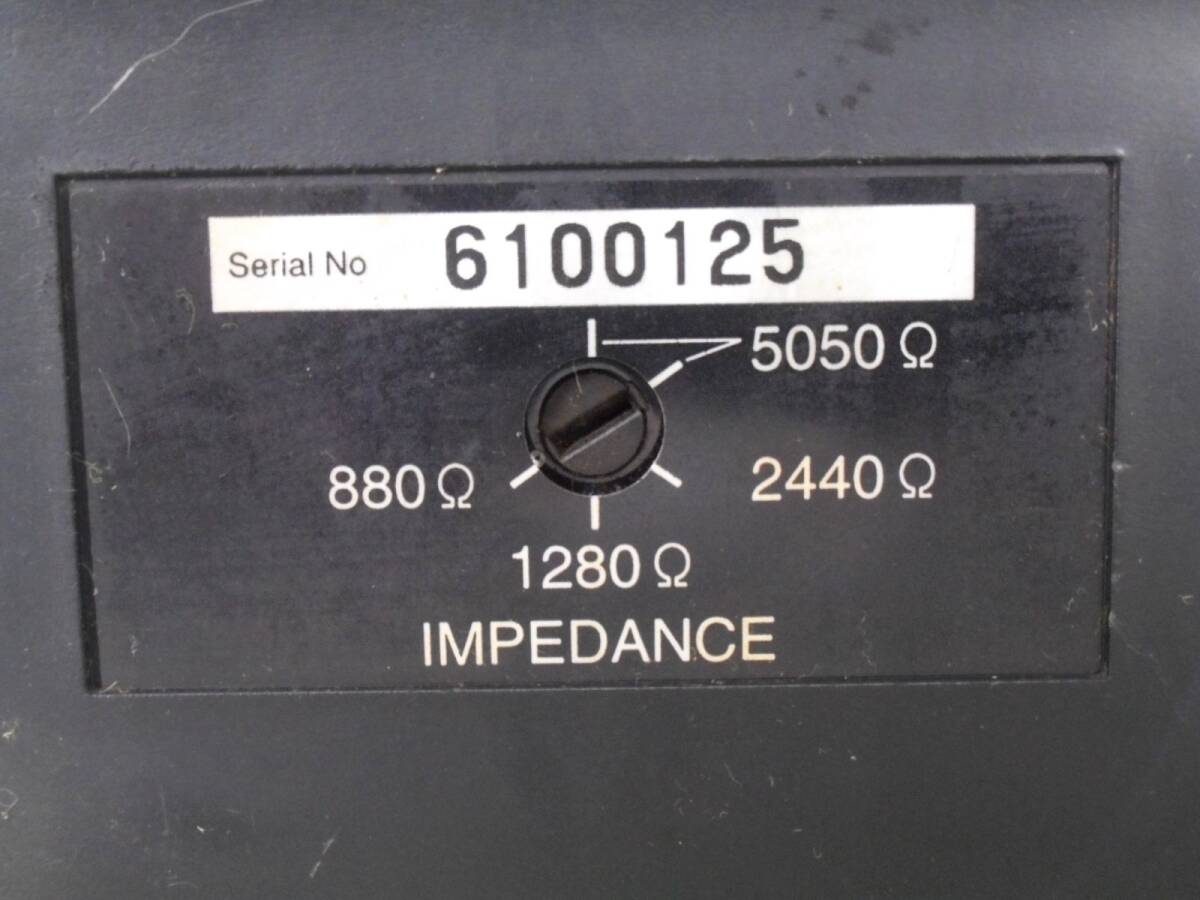 Serial No 6100125
5050 Ω
880 Ω
2440 Ω
1280 Ω
IMPEDANCE